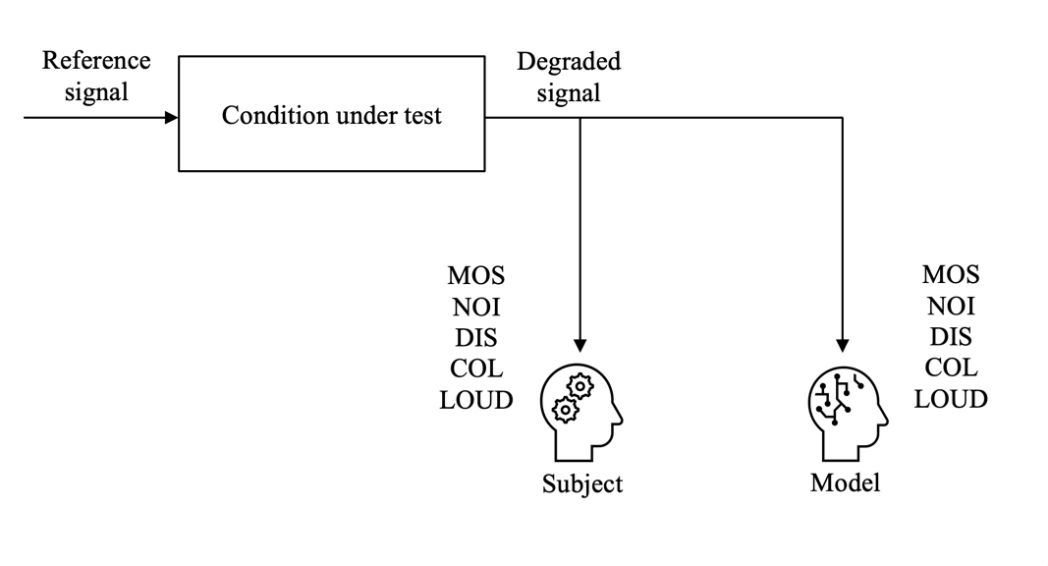 Reference
signal
Condition under test
Degraded
signal
MOS
NOI
DIS
COL
LOUD
Subject
MOS
NOI
DIS
COL
LOUD
Model